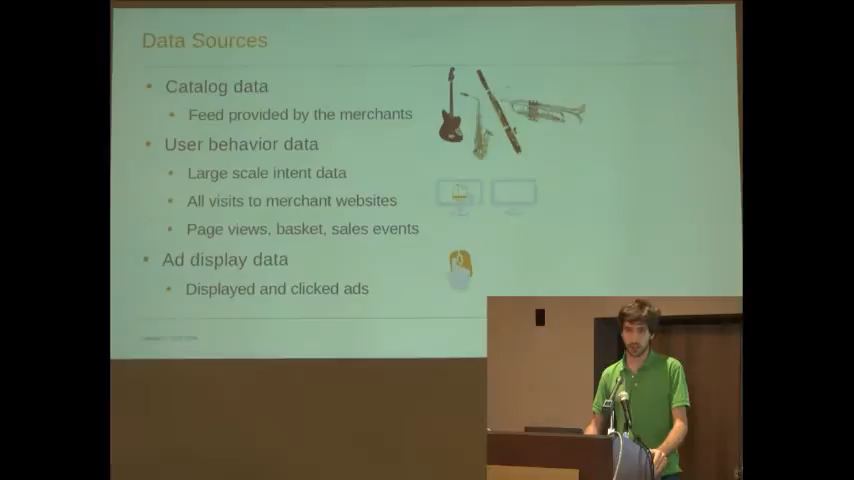 Data Sources
Catalog data
Feed provided by the merchants
User behavior data
Large scale intent data
All visits to merchant websites
Page views, basket, sales events
Ad display data
Displayed and clicked ads